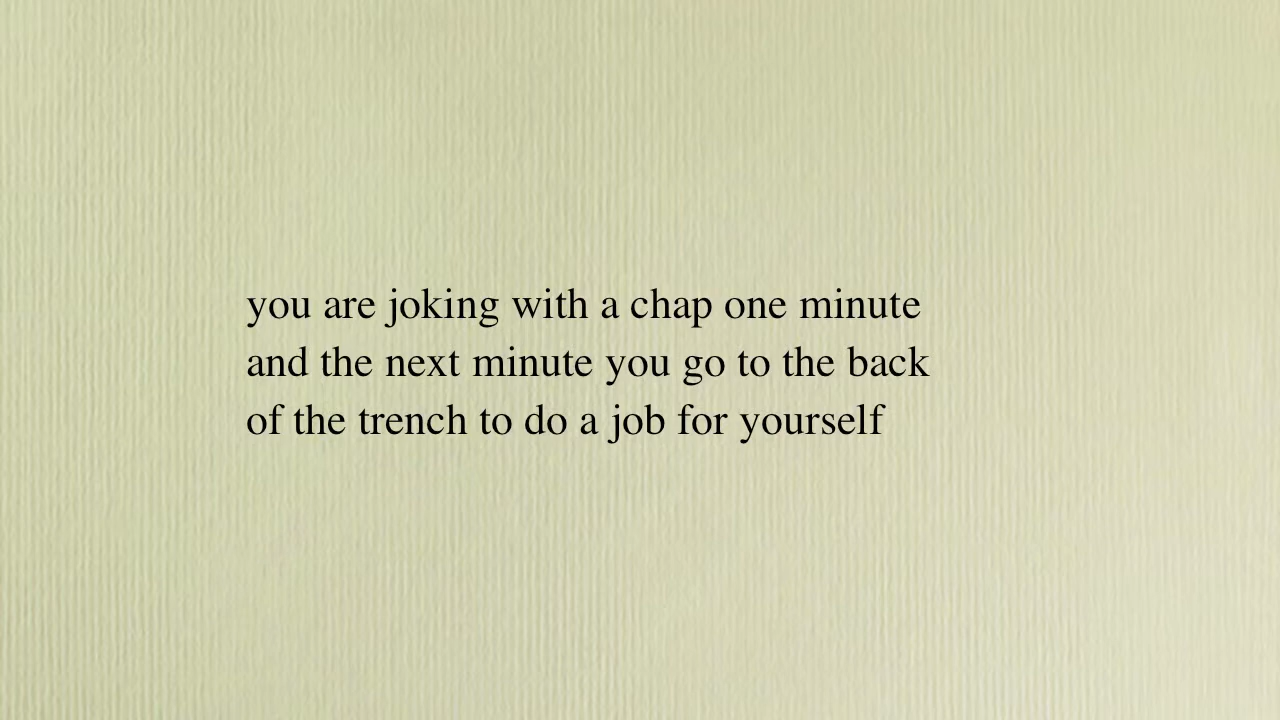 you are joking with a chap one minute
and the next minute you go to the back
of the trench to do a job for yourself